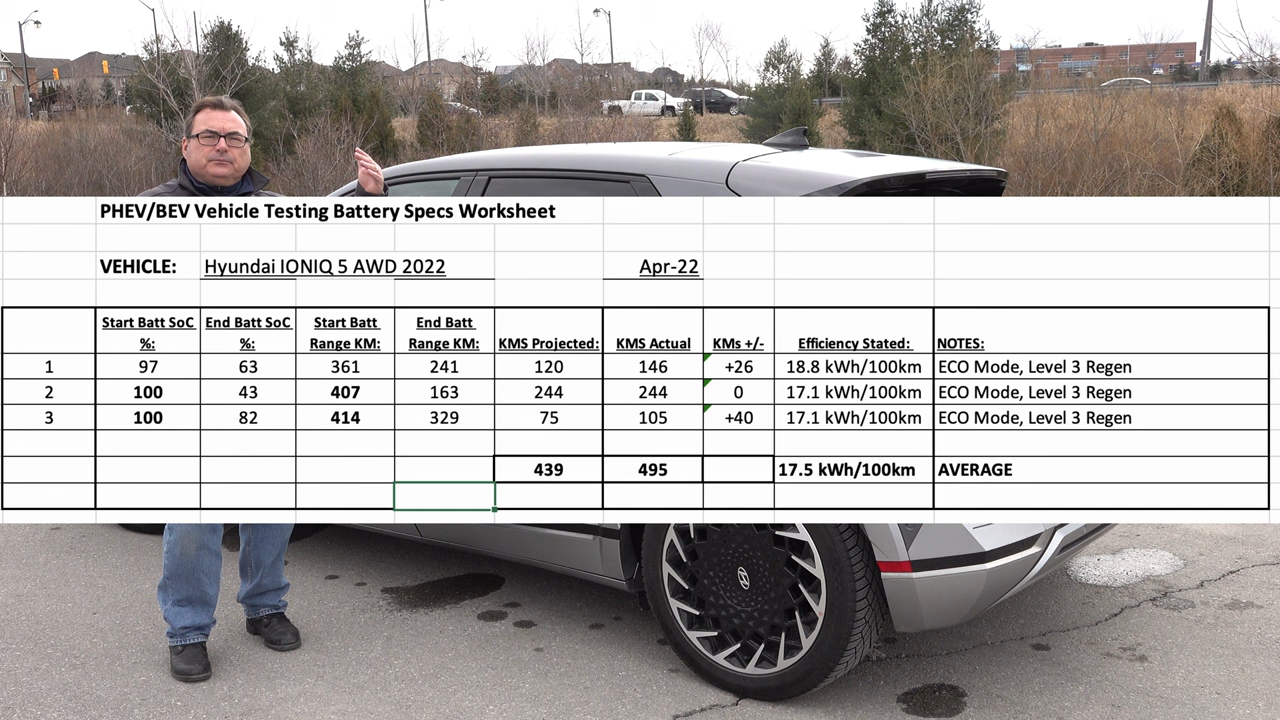 PHEV/BEV Vehicle Testing Battery Specs Worksheet
VEHICLE: Hyundai IONIQ 5 AWD 2022 Apr-22
Start Batt SoC %: End Batt SoC %: Start Batt Range KM: End Batt Range KM: KMS Projected: KMS Actual KMs +/- Efficiency Stated: NOTES:
1 97 63 361 241 120 146 +26 18.8 kWh/100km ECO Mode, Level 3 Regen
2 100 43 407 163 244 244 0 17.1 kWh/100km ECO Mode, Level 3 Regen
3 100 82 414 329 75 105 +40 17.1 kWh/100km ECO Mode, Level 3 Regen
439 495 17.5 kWh/100km AVERAGE